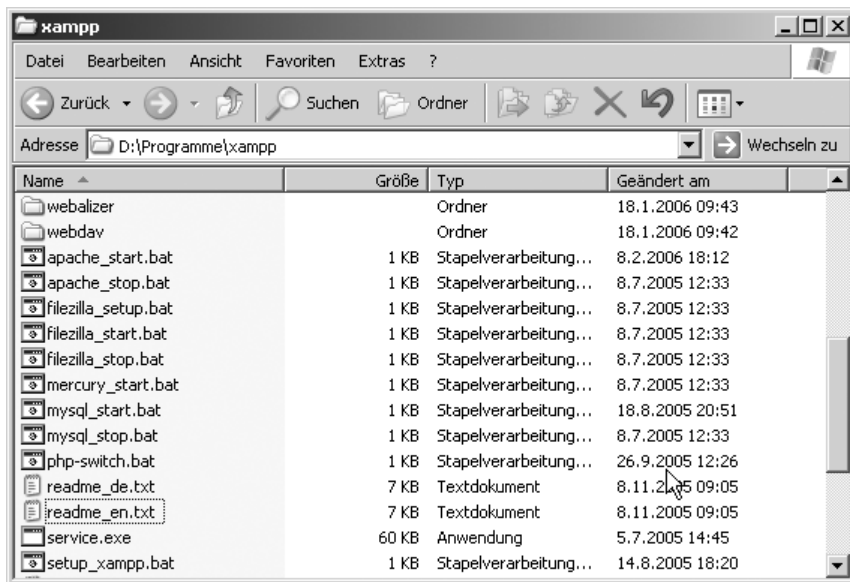 xampp
Datei Bearbeiten Ansicht Favoriten Extras ?
Zurück Suchen Ordner
Adresse D:\Programme\xampp Wechseln zu
Name Größe Typ Geändert am
webalizer Ordner 18.1.2006 09:43
webdav Ordner 18.1.2006 09:42
apache_start.bat 1 KB Stapelverarbeitung... 8.2.2006 18:12
apache_stop.bat 1 KB Stapelverarbeitung... 8.7.2005 12:33
filezilla_setup.bat 1 KB Stapelverarbeitung... 8.7.2005 12:33
filezilla_start.bat 1 KB Stapelverarbeitung... 8.7.2005 12:33
filezilla_stop.bat 1 KB Stapelverarbeitung... 8.7.2005 12:33
mercury_start.bat 1 KB Stapelverarbeitung... 8.7.2005 12:33
mysql_start.bat 1 KB Stapelverarbeitung... 18.8.2005 20:51
mysql_stop.bat 1 KB Stapelverarbeitung... 8.7.2005 12:33
php-switch.bat 1 KB Stapelverarbeitung... 26.9.2005 12:26
readme_de.txt 7 KB Textdokument 8.11.2005 09:05
readme_en.txt 7 KB Textdokument 8.11.2005 09:05
service.exe 60 KB Anwendung 5.7.2005 14:45
setup_xampp.bat 1 KB Stapelverarbeitung... 14.8.2005 18:20